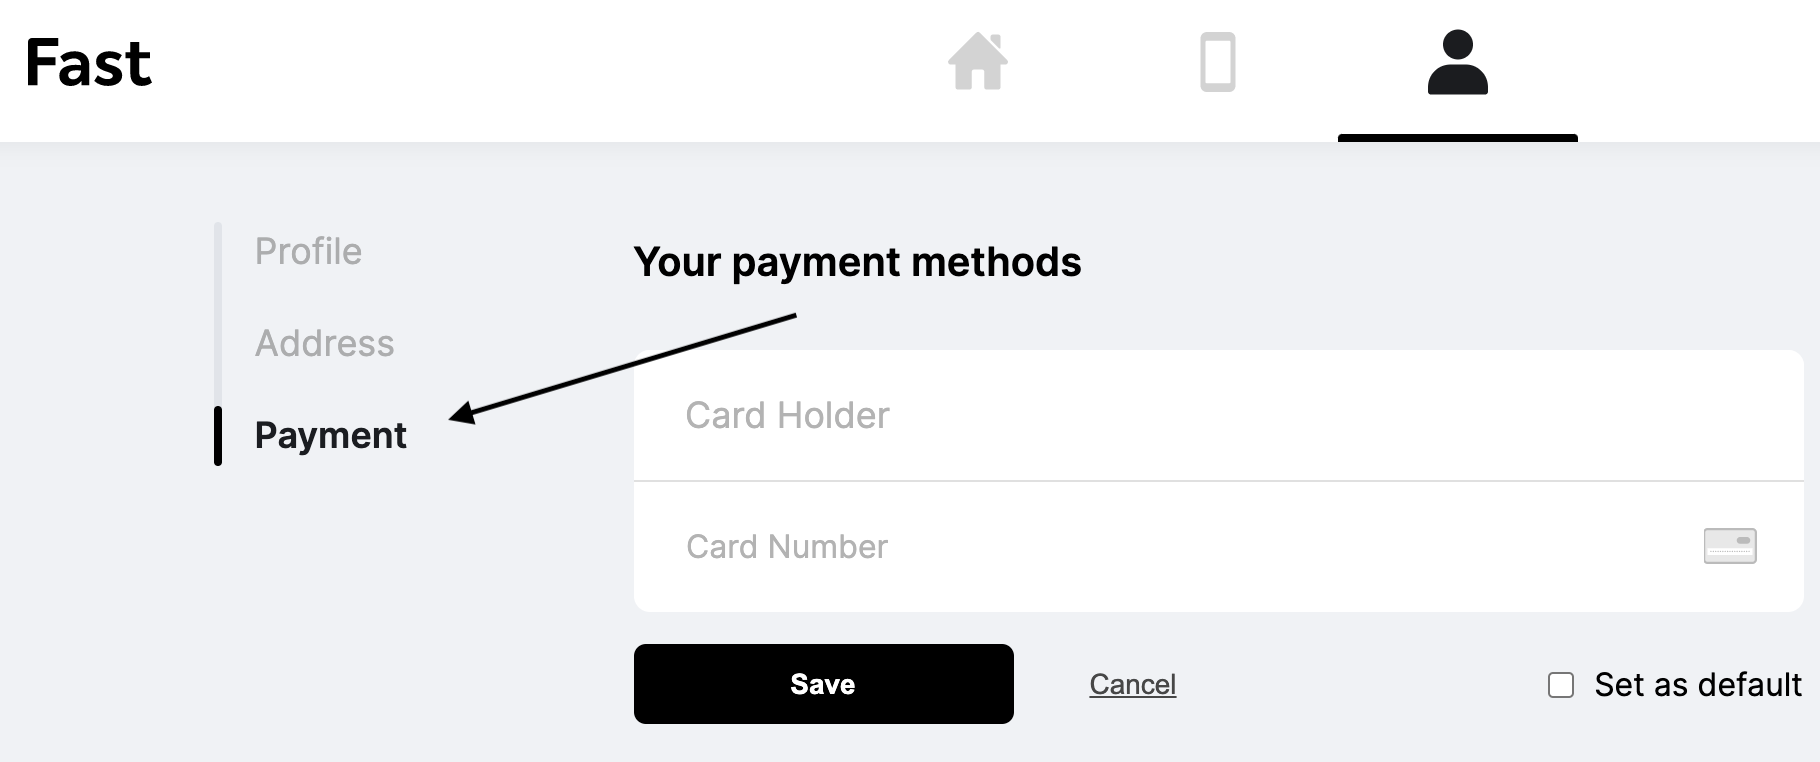 Fast
Profile
Address
Payment
Your payment methods
Card Holder
Card Number
Save
Cancel
Set as default